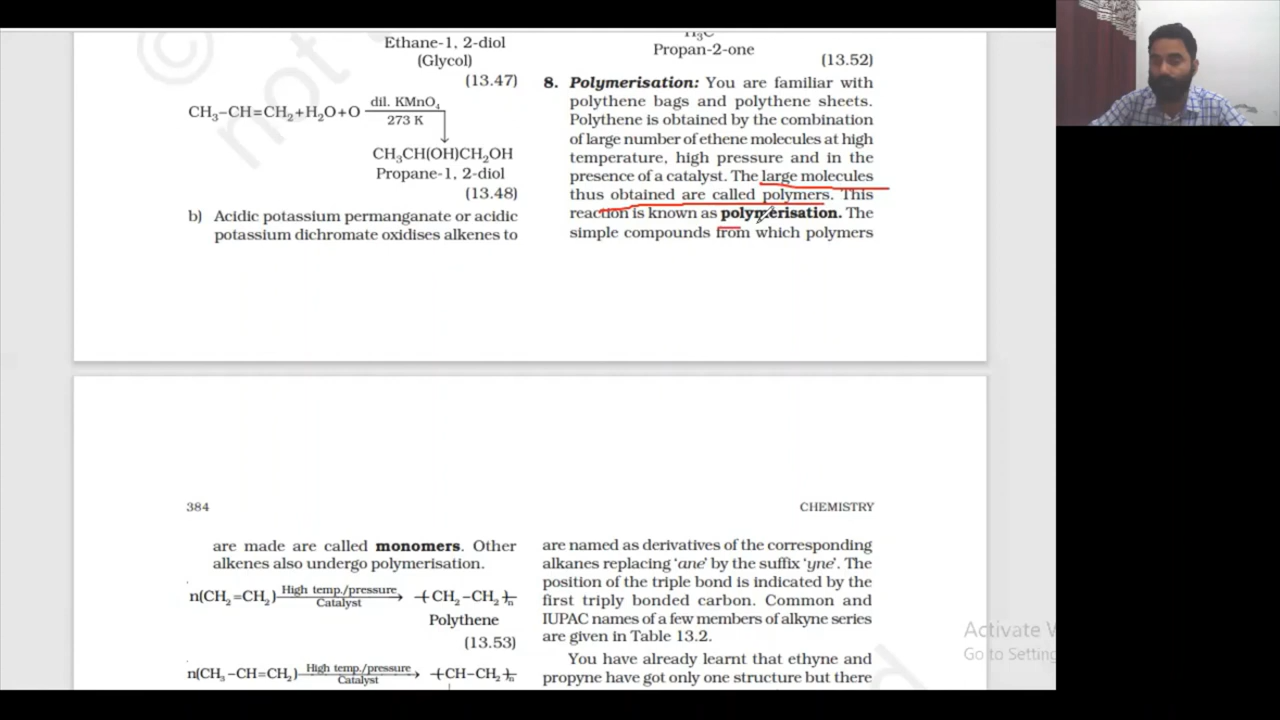 Ethane-1, 2-diol
(Glycol)
(13.47)
CH₃−CH=CH₂+H₂O+O dil. KMnO₄
273 K
CH₃CH(OH)CH₂OH
Propane-1, 2-diol
(13.48)
b) Acidic potassium permanganate or acidic
potassium dichromate oxidises alkenes to
H₃C
Propan-2-one
(13.52)
8. Polymerisation: You are familiar with
polythene bags and polythene sheets.
Polythene is obtained by the combination
of large number of ethene molecules at high
temperature, high pressure and in the
presence of a catalyst. The large molecules
thus obtained are called polymers. This
reaction is known as polymerisation. The
simple compounds from which polymers
not
384
CHEMISTRY
are made are called monomers. Other
alkenes also undergo polymerisation.
n(CH₂=CH₂) High temp./pressure
Catalyst
–(CH₂−CH₂)–ₙ
Polythene
(13.53)
n(CH₃−CH=CH₂) High temp./pressure
Catalyst
–(CH−CH₂)–ₙ
are named as derivatives of the corresponding
alkanes replacing 'ane' by the suffix 'yne'. The
position of the triple bond is indicated by the
first triply bonded carbon. Common and
IUPAC names of a few members of alkyne series
are given in Table 13.2.
You have already learnt that ethyne and
propyne have got only one structure but there
Activate
Go to Setting